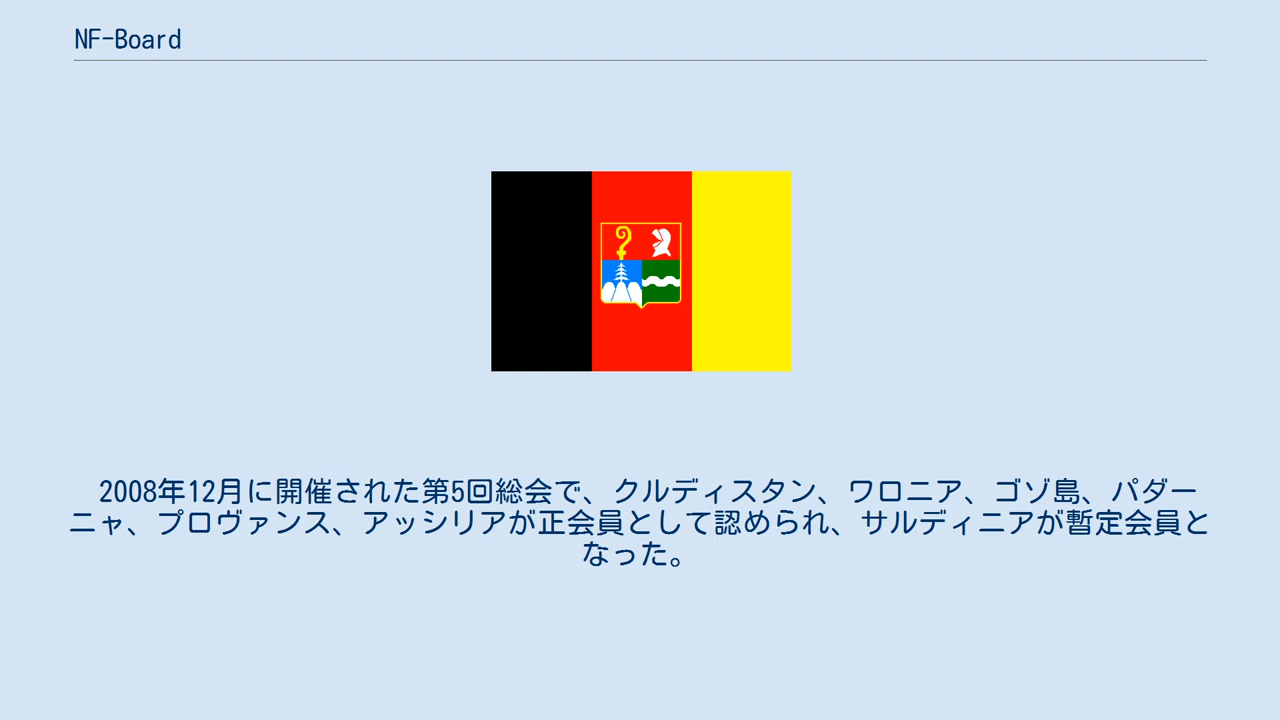 NF-Board
2008年12月に開催された第5回総会で、クルディスタン、ワロニア、ゴゾ島、パダー
ニャ、プロヴァンス、アッシリアが正会員として認められ、サルディニアが暫定会員と
なった。